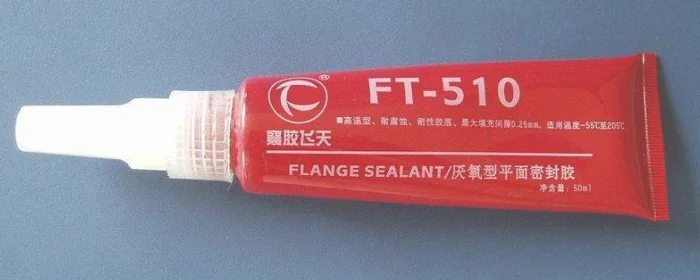 ®
FT-510
■高温型、耐腐蚀、刚性胶层、最大填充间隙0.25mm、适用温度-55℃至205℃
襄胶飞天
FLANGE SEALANT/厌氧型平面密封胶
净含量：50ml